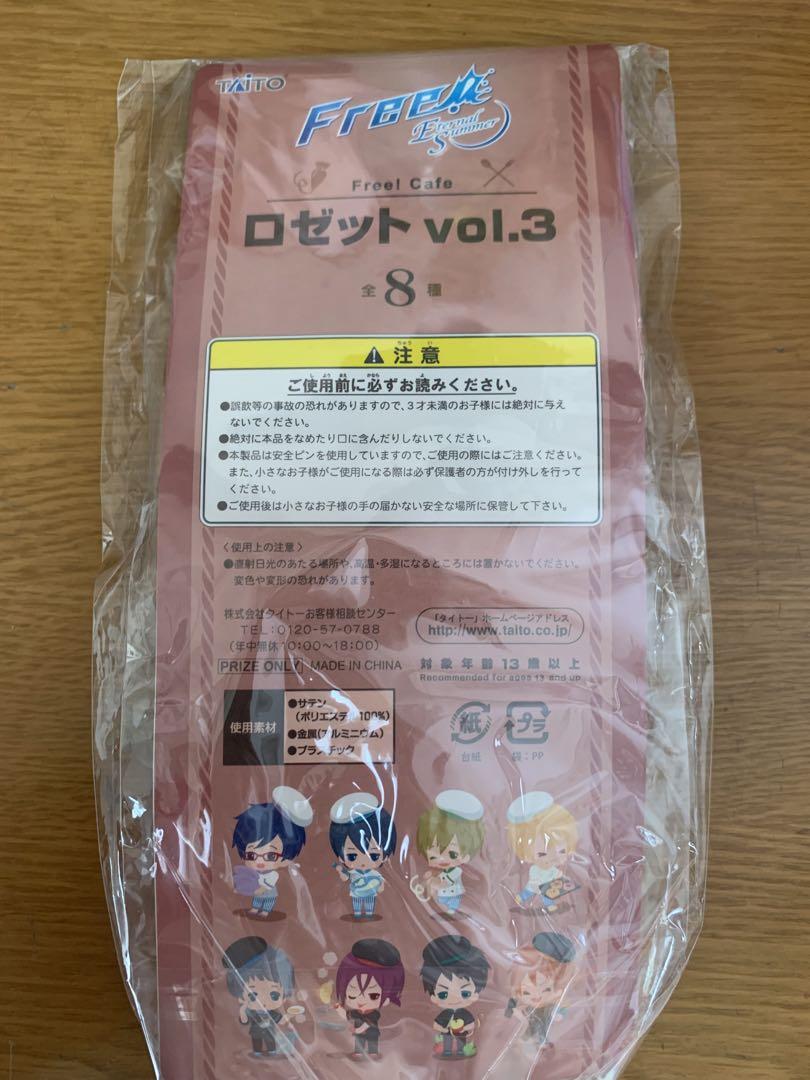 TAITO
Free!
Eternal Summer
Free! Cafe
ロゼット vol.3
全8種
注意
ご使用前に必ずお読みください。
●誤飲等の事故の恐れがありますので、3才未満のお子様には絶対に与え
ないでください。
●絶対に本品をなめたり口に含んだりしないでください。
●本製品は安全ピンを使用していますので、ご使用の際にはご注意ください。
また、小さなお子様がご使用になる際は必ず保護者の方が付け外しを行って
ください。
●ご使用後は小さなお子様の手の届かない安全な場所に保管して下さい。
〈使用上の注意〉
●直射日光のあたる場所や、高温・多湿になるところには置かないでください。
変色や変形の恐れがあります。
株式会社タイトーお客様相談センター
TEL:0120-57-0788
(年中無休10:00〜18:00)
「タイトー」ホームページアドレス
http://www.taito.co.jp/
PRIZE ONLY MADE IN CHINA
対象年齢13歳以上
Recommended for ages 13 and up
使用素材
●サテン
(ポリエステル100%)
●金属(アルミニウム)
●プラスチック
紙
台紙
プラ
袋:PP